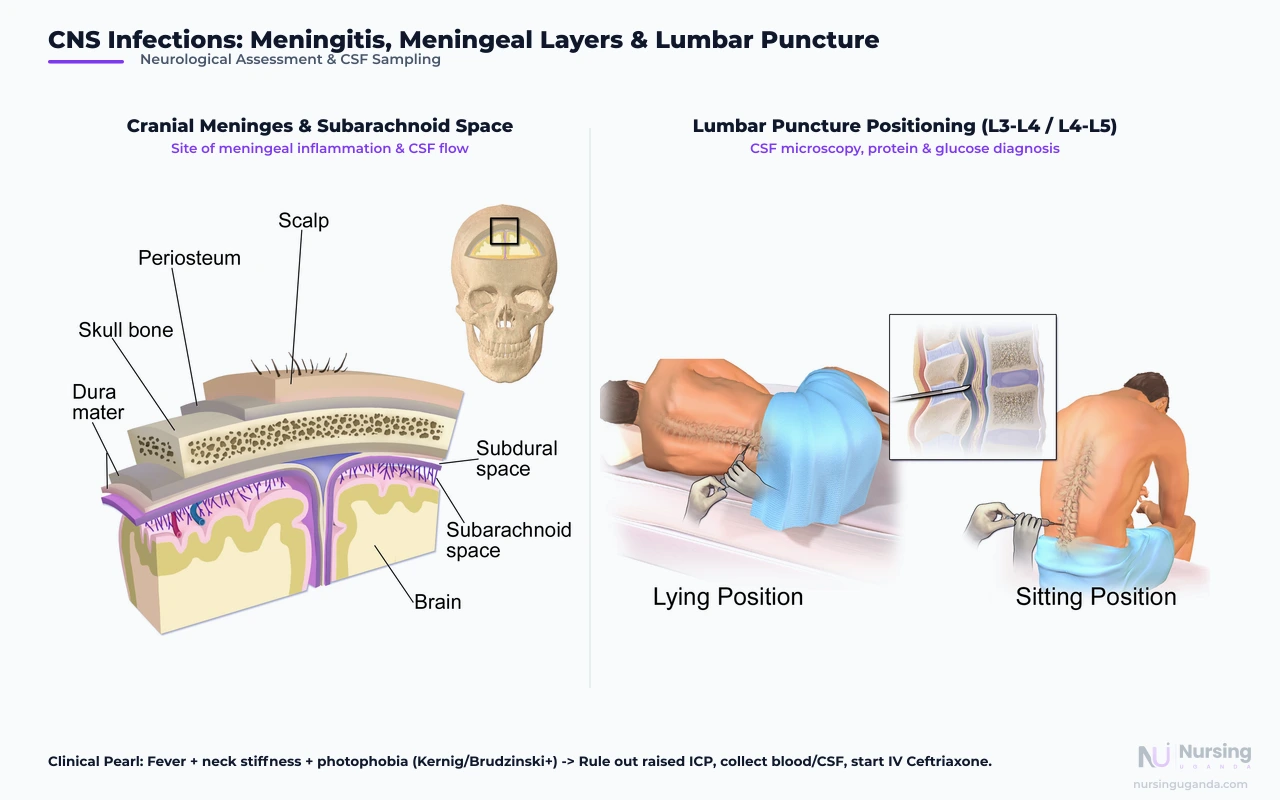 CNS Infections: Meningitis, Meningeal Layers & Lumbar Puncture
Neurological Assessment & CSF Sampling
Cranial Meninges & Subarachnoid Space
Site of meningeal inflammation & CSF flow
Scalp
Periosteum
Skull bone
Dura
mater
Subdural
space
Subarachnoid
space
Brain
Lumbar Puncture Positioning (L3-L4 / L4-L5)
CSF microscopy, protein & glucose diagnosis
Lying Position
Sitting Position
Clinical Pearl: Fever + neck stiffness + photophobia (Kernig/Brudzinski+) -> Rule out raised ICP, collect blood/CSF, start IV Ceftriaxone.
NU Nursing
UGANDA
nursinguganda.com